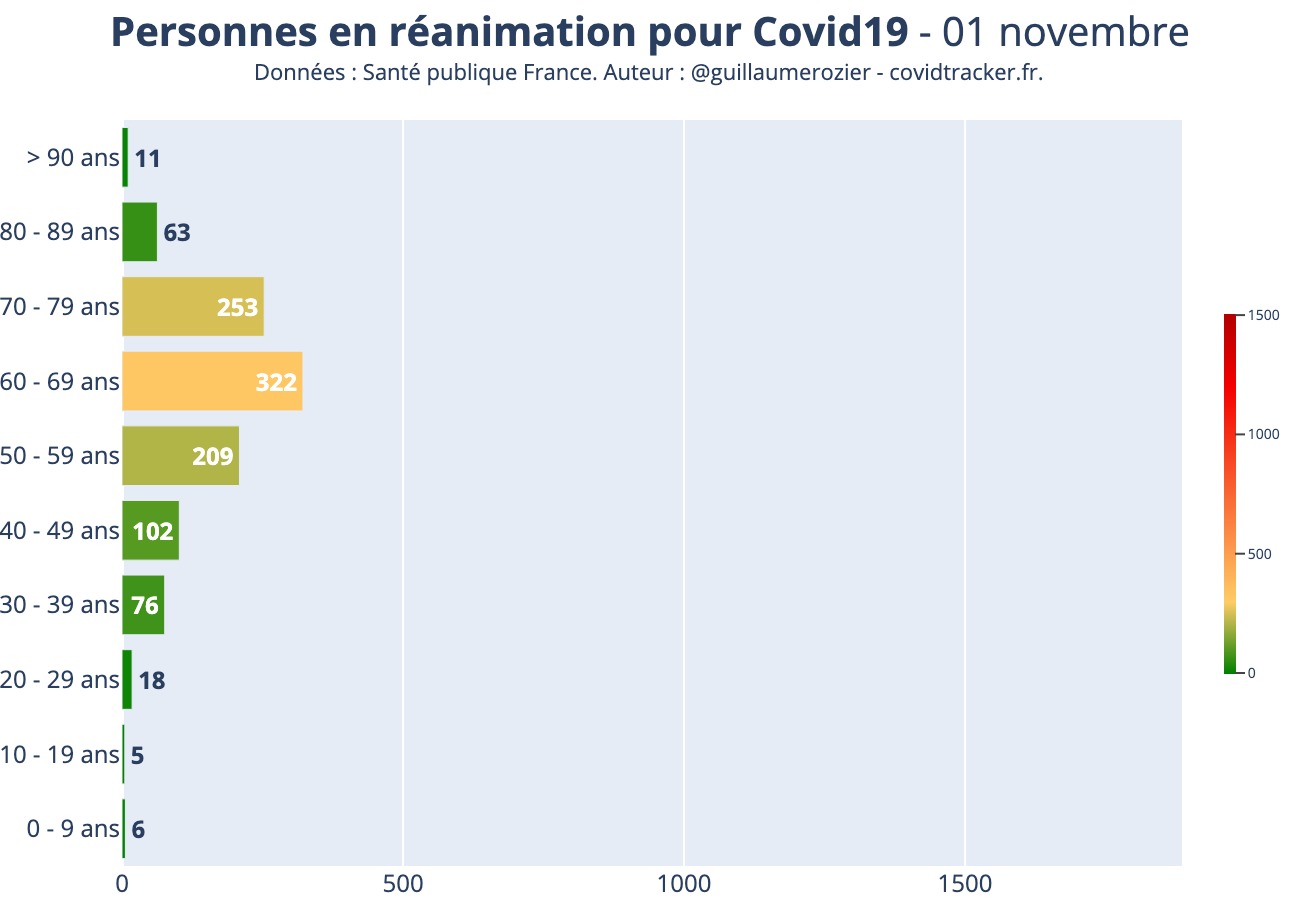 Personnes en réanimation pour Covid19 - 01 novembre
Données : Santé publique France. Auteur : @guillaumerozier - covidtracker.fr.
> 90 ans 11
80 - 89 ans 63
70 - 79 ans 253
60 - 69 ans 322
50 - 59 ans 209
40 - 49 ans 102
30 - 39 ans 76
20 - 29 ans 18
10 - 19 ans 5
0 - 9 ans 6
0 500 1000 1500
1500
1000
500
0